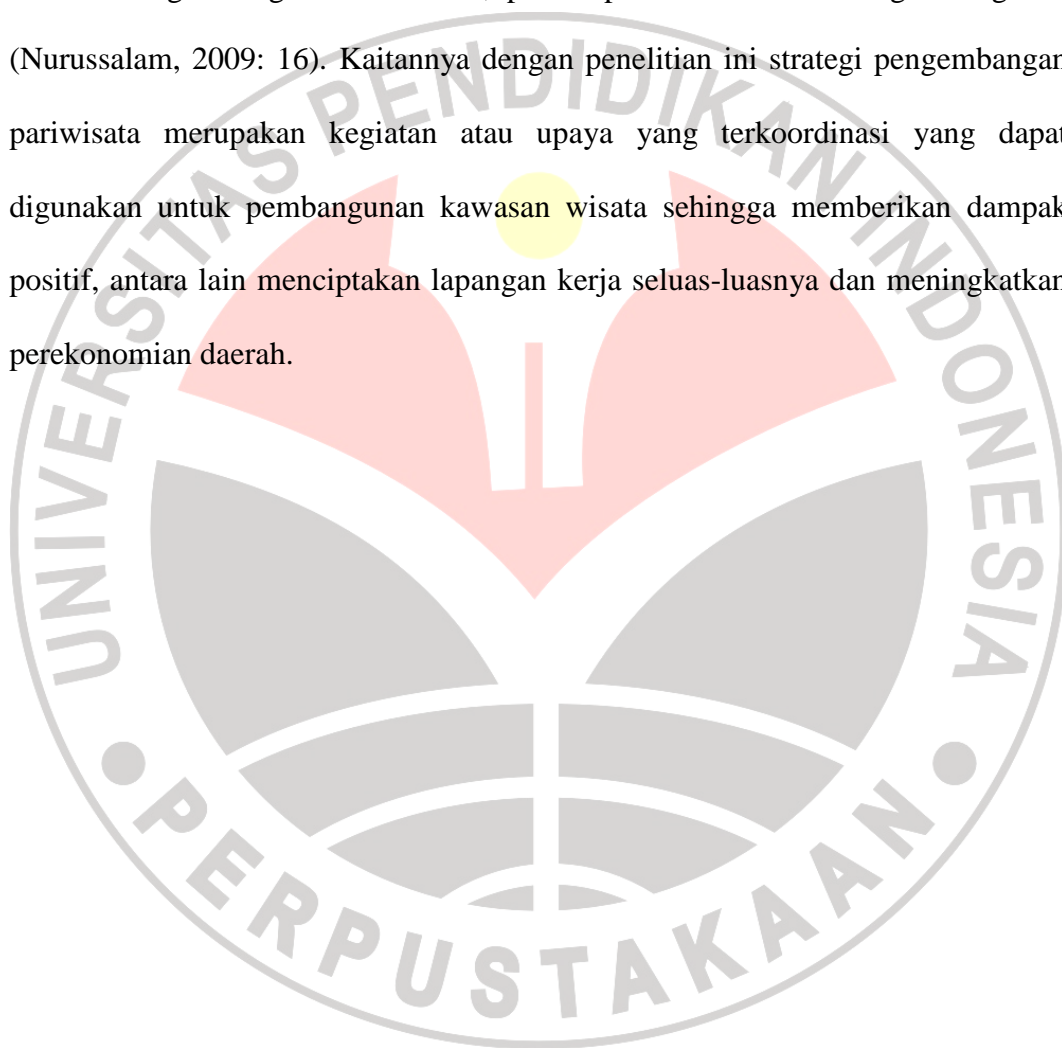 (Nurussalam, 2009: 16). Kaitannya dengan penelitian ini strategi pengembangan
pariwisata merupakan kegiatan atau upaya yang terkoordinasi yang dapat
digunakan untuk pembangunan kawasan wisata sehingga memberikan dampak
positif, antara lain menciptakan lapangan kerja seluas-luasnya dan meningkatkan
perekonomian daerah.
UNIVERSITAS PENDIDIKAN INDONESIA
PERPUSTAKAAN